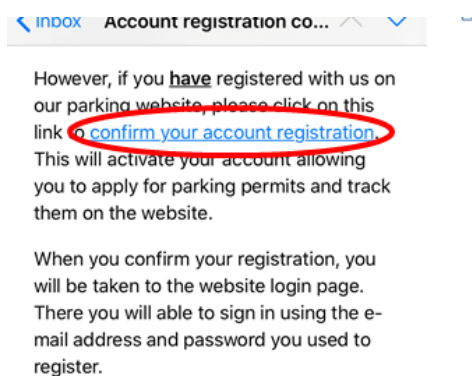 Inbox Account registration co...
However, if you have registered with us on
our parking website, please click on this
link to confirm your account registration.
This will activate your account allowing
you to apply for parking permits and track
them on the website.
When you confirm your registration, you
will be taken to the website login page.
There you will able to sign in using the e-
mail address and password you used to
register.